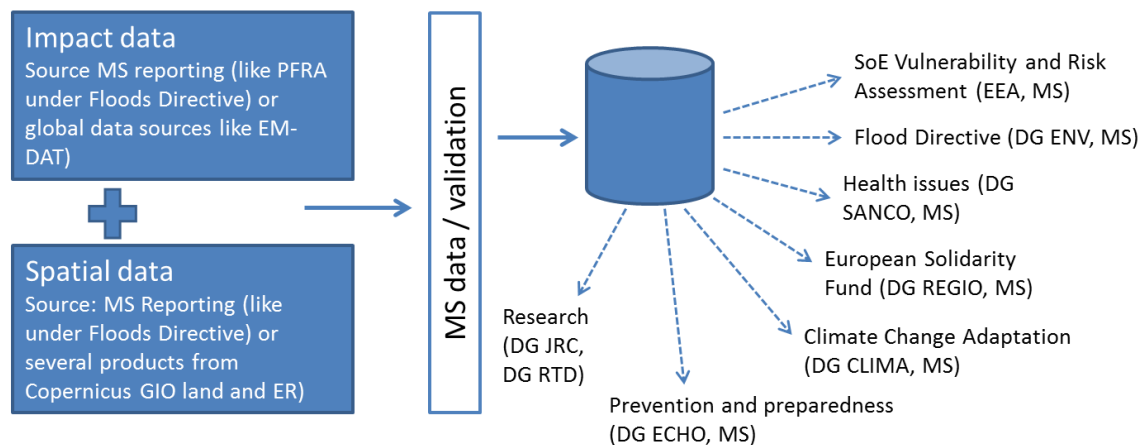 Impact data
Source MS reporting (like PFRA
under Floods Directive) or
global data sources like EM-
DAT)
Spatial data
Source: MS Reporting (like
under Floods Directive) or
several products from
Copernicus GIO land and ER)
MS data / validation
SoE Vulnerability and Risk
Assessment (EEA, MS)
Flood Directive (DG ENV, MS)
Health issues (DG
SANCO, MS)
European Solidarity
Fund (DG REGIO, MS)
Climate Change Adaptation
(DG CLIMA, MS)
Prevention and preparedness
(DG ECHO, MS)
Research
(DG JRC,
DG RTD)